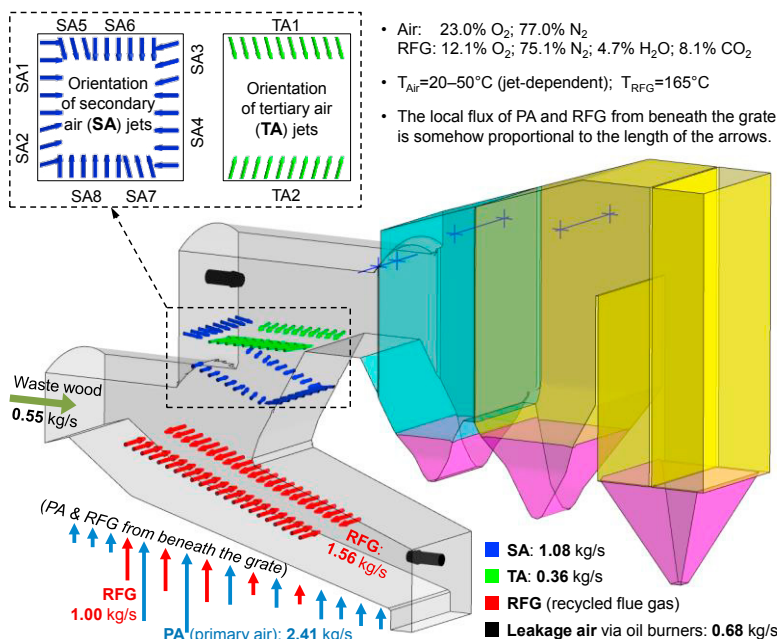 SA5 SA6
SA1
SA2
SA3
SA4
SA8 SA7
Orientation
of secondary
air (SA) jets
TA1
Orientation
of tertiary air
(TA) jets
TA2
• Air: 23.0% O₂; 77.0% N₂
RFG: 12.1% O₂; 75.1% N₂; 4.7% H₂O; 8.1% CO₂
• T_Air=20–50°C (jet-dependent); T_RFG=165°C
• The local flux of PA and RFG from beneath the grate
is somehow proportional to the length of the arrows.
Waste wood
0.55 kg/s
(PA & RFG from beneath the grate)
RFG:
1.56 kg/s
RFG
1.00 kg/s
PA (primary air): 2.41 kg/s
SA: 1.08 kg/s
TA: 0.36 kg/s
RFG (recycled flue gas)
Leakage air via oil burners: 0.68 kg/s